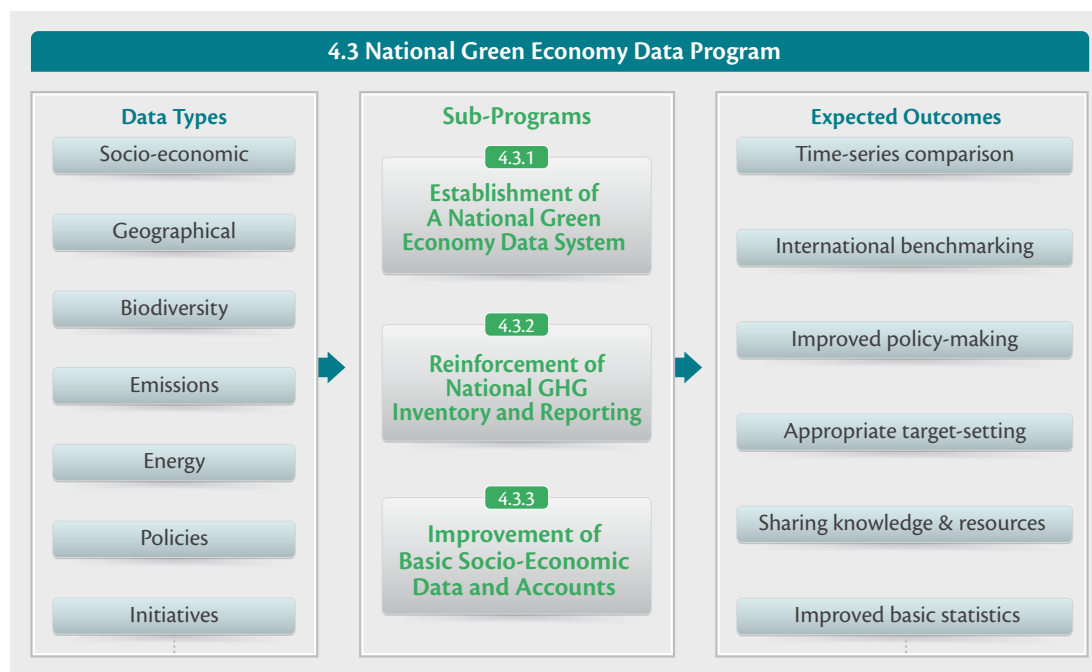 4.3 National Green Economy Data Program
Data Types
Socio-economic
Geographical
Biodiversity
Emissions
Energy
Policies
Initiatives
Sub-Programs
4.3.1
Establishment of
A National Green
Economy Data System
4.3.2
Reinforcement of
National GHG
Inventory and Reporting
4.3.3
Improvement of
Basic Socio-Economic
Data and Accounts
Expected Outcomes
Time-series comparison
International benchmarking
Improved policy-making
Appropriate target-setting
Sharing knowledge & resources
Improved basic statistics